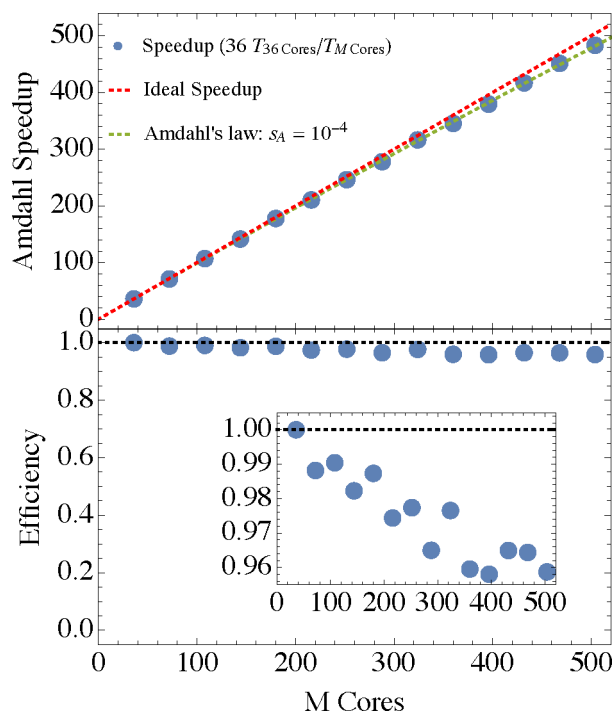 Speedup (36 T36 Cores/TM Cores)
Ideal Speedup
Amdahl's law: sA = 10−4
Amdahl Speedup
500
400
300
200
100
0
Efficiency
1.0
0.8
0.6
0.4
0.2
0.0
1.00
0.99
0.98
0.97
0.96
0 100 200 300 400 500
0 100 200 300 400 500
M Cores